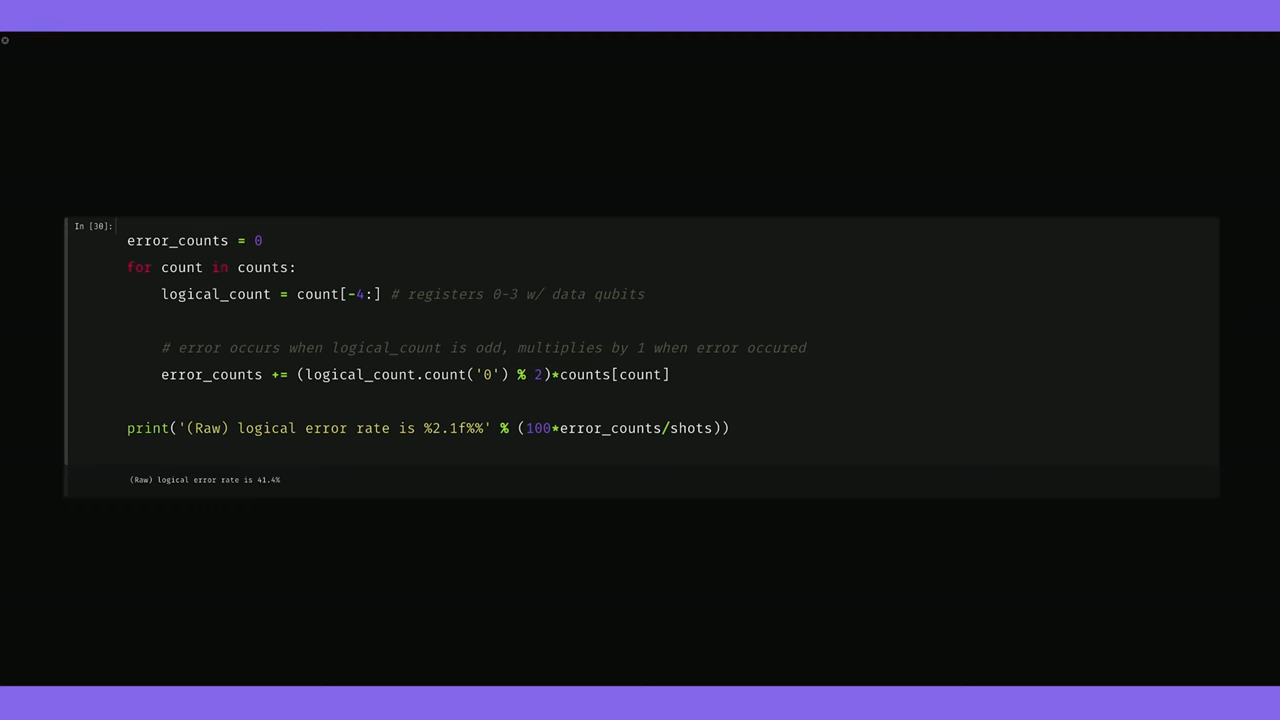 In [30]:
error_counts = 0
for count in counts:
logical_count = count[-4:] # registers 0-3 w/ data qubits
# error occurs when logical_count is odd, multiplies by 1 when error occured
error_counts += (logical_count.count('0') % 2)*counts[count]
print('(Raw) logical error rate is %2.1f%%' % (100*error_counts/shots))
(Raw) logical error rate is 41.4%